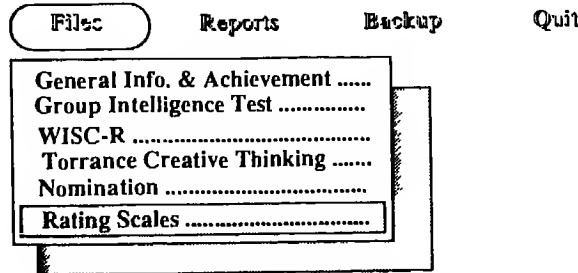 Files Reports Backup Quit
General Info. & Achievement ......
Group Intelligence Test ...............
WISC-R .........................................
Torrance Creative Thinking .......
Nomination ...................................
Rating Scales ................................